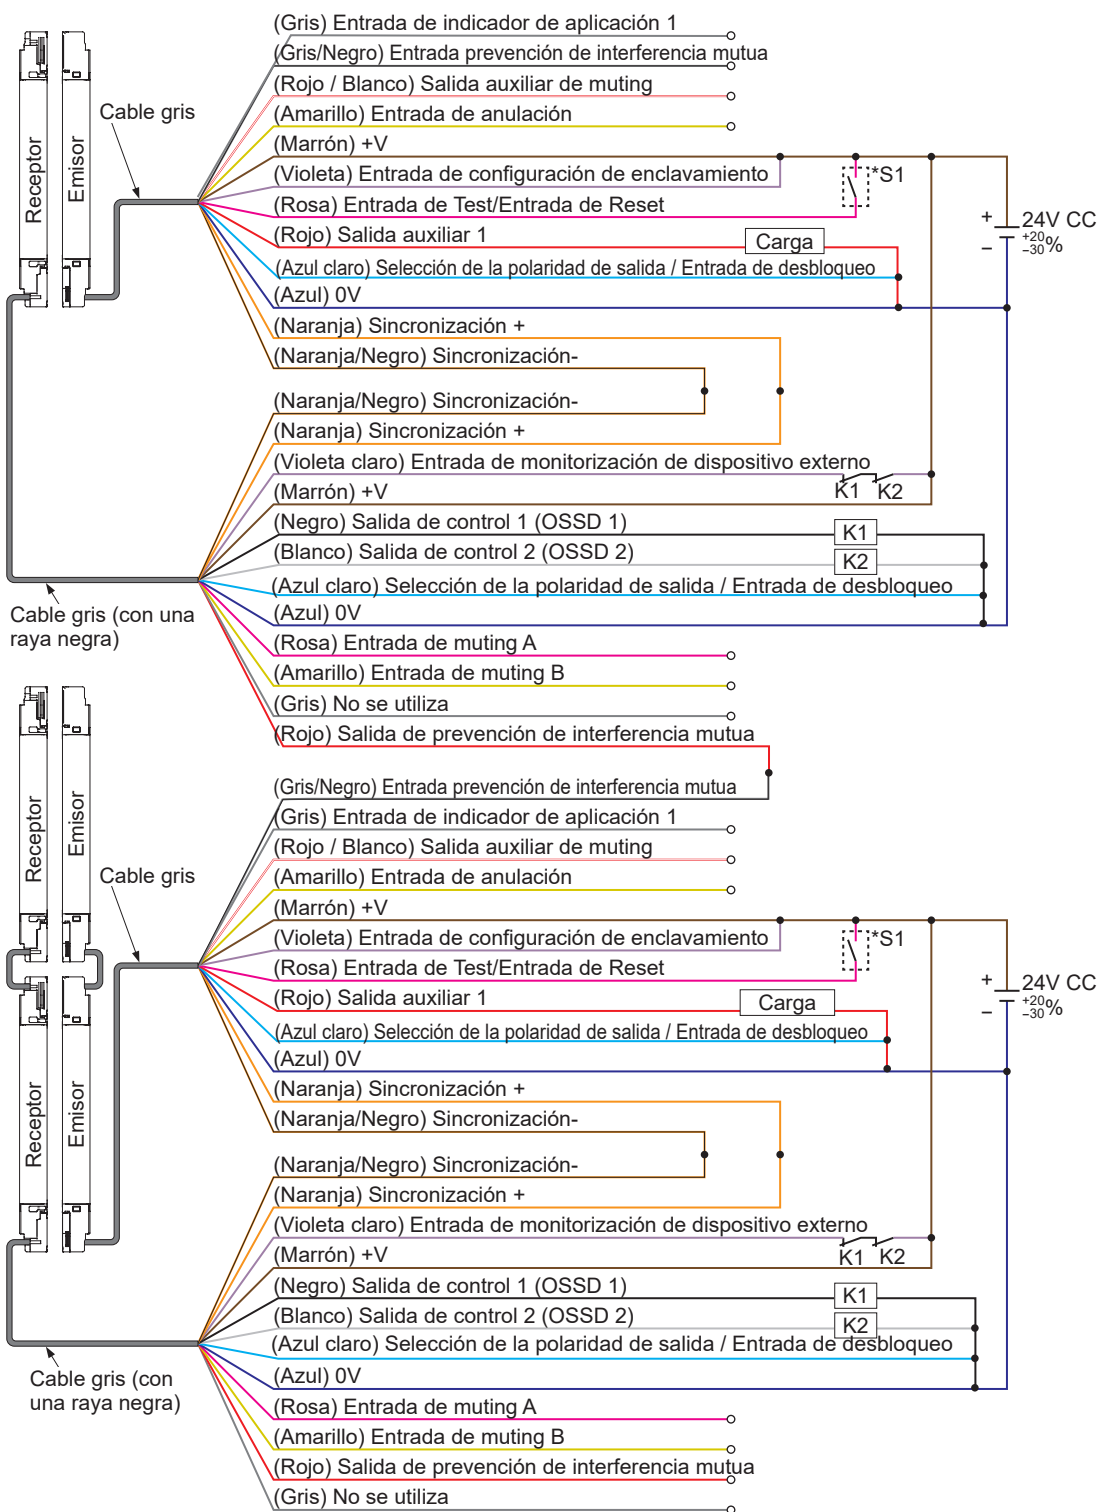 (Gris) Entrada de indicador de aplicación 1
(Gris/Negro) Entrada prevención de interferencia mutua
(Rojo / Blanco) Salida auxiliar de muting
Cable gris
(Amarillo) Entrada de anulación
(Marrón) +V
(Violeta) Entrada de configuración de enclavamiento
*S1
(Rosa) Entrada de Test/Entrada de Reset
Receptor
Emisor
(Rojo) Salida auxiliar 1
Carga
+
24V CC
+20
−30%
−
(Azul claro) Selección de la polaridad de salida / Entrada de desbloqueo
(Azul) 0V
(Naranja) Sincronización +
(Naranja/Negro) Sincronización-
(Naranja/Negro) Sincronización-
(Naranja) Sincronización +
(Violeta claro) Entrada de monitorización de dispositivo externo
K1 K2
(Marrón) +V
(Negro) Salida de control 1 (OSSD 1)
K1
(Blanco) Salida de control 2 (OSSD 2)
K2
(Azul claro) Selección de la polaridad de salida / Entrada de desbloqueo
(Azul) 0V
Cable gris (con una
raya negra)
(Rosa) Entrada de muting A
(Amarillo) Entrada de muting B
(Gris) No se utiliza
(Rojo) Salida de prevención de interferencia mutua
(Gris/Negro) Entrada prevención de interferencia mutua
(Gris) Entrada de indicador de aplicación 1
Receptor
Emisor
(Rojo / Blanco) Salida auxiliar de muting
Cable gris
(Amarillo) Entrada de anulación
(Marrón) +V
(Violeta) Entrada de configuración de enclavamiento
*S1
(Rosa) Entrada de Test/Entrada de Reset
(Rojo) Salida auxiliar 1
Carga
+
24V CC
+20
−30%
−
(Azul claro) Selección de la polaridad de salida / Entrada de desbloqueo
(Azul) 0V
(Naranja) Sincronización +
(Naranja/Negro) Sincronización-
Receptor
Emisor
(Naranja/Negro) Sincronización-
(Naranja) Sincronización +
(Violeta claro) Entrada de monitorización de dispositivo externo
K1 K2
(Marrón) +V
(Negro) Salida de control 1 (OSSD 1)
K1
(Blanco) Salida de control 2 (OSSD 2)
K2
(Azul claro) Selección de la polaridad de salida / Entrada de desbloqueo
(Azul) 0V
Cable gris (con
una raya negra)
(Rosa) Entrada de muting A
(Amarillo) Entrada de muting B
(Rojo) Salida de prevención de interferencia mutua
(Gris) No se utiliza